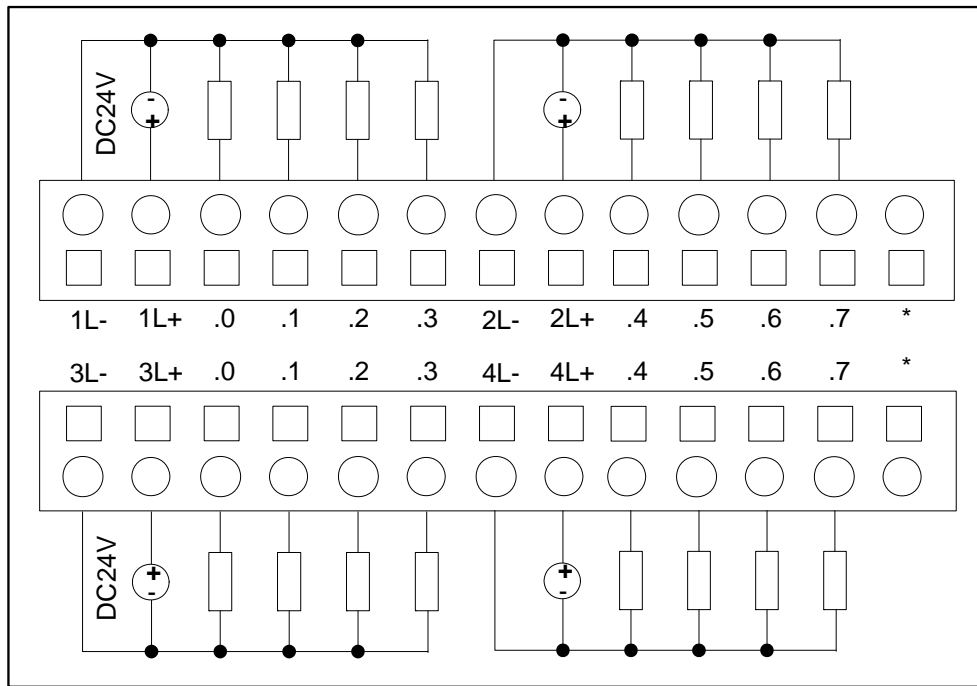 DC24V
-
+
-
+
1L- 1L+ .0 .1 .2 .3 2L- 2L+ .4 .5 .6 .7 *
3L- 3L+ .0 .1 .2 .3 4L- 4L+ .4 .5 .6 .7 *
DC24V
+
-
+
-